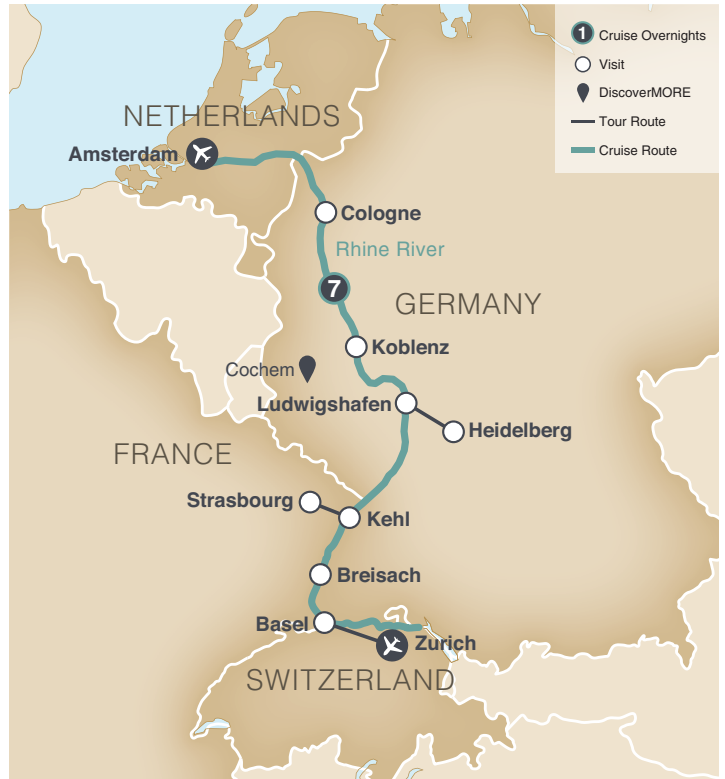 1 Cruise Overnights
Visit
DiscoverMORE
Tour Route
Cruise Route
NETHERLANDS
Amsterdam
Cologne
Rhine River
7
GERMANY
Koblenz
Cochem
Ludwigshafen
Heidelberg
FRANCE
Strasbourg
Kehl
Breisach
Basel
Zurich
SWITZERLAND